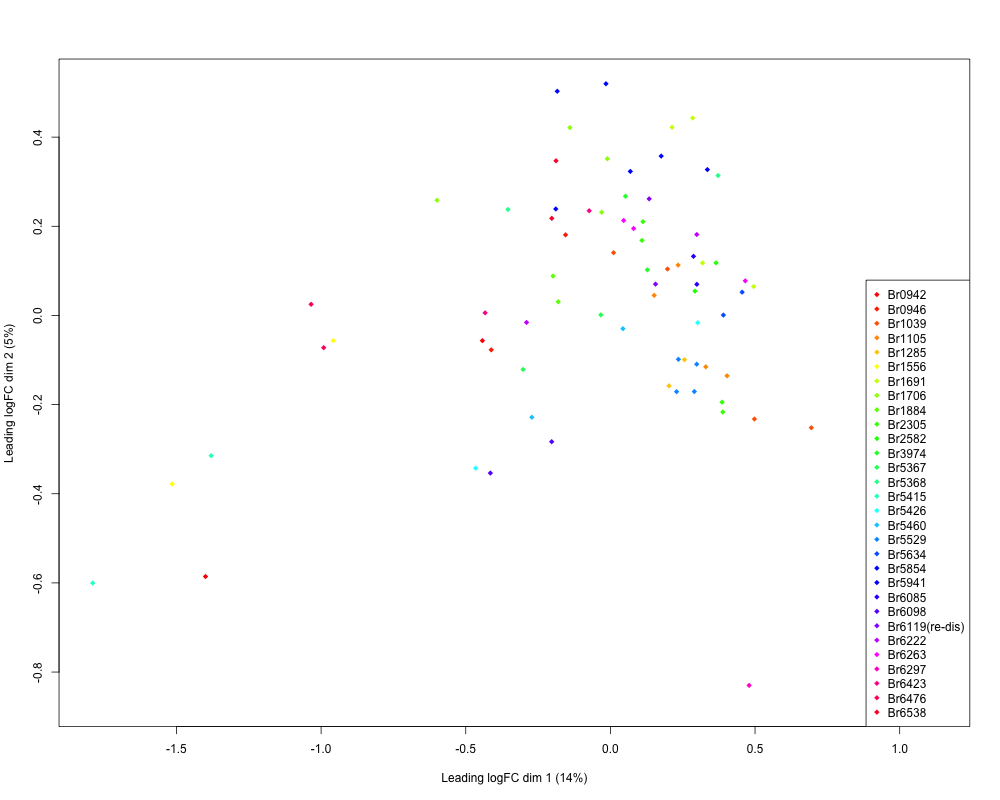 0.4
0.2
0.0
-0.2
-0.4
-0.6
-0.8
Leading logFC dim 2 (5%)
Br0942
Br0946
Br1039
Br1105
Br1285
Br1556
Br1691
Br1706
Br1884
Br2305
Br2582
Br3974
Br5367
Br5368
Br5415
Br5426
Br5460
Br5529
Br5634
Br5854
Br5941
Br6085
Br6098
Br6119(re-dis)
Br6222
Br6263
Br6297
Br6423
Br6476
Br6538
-1.5 -1.0 -0.5 0.0 0.5 1.0
Leading logFC dim 1 (14%)